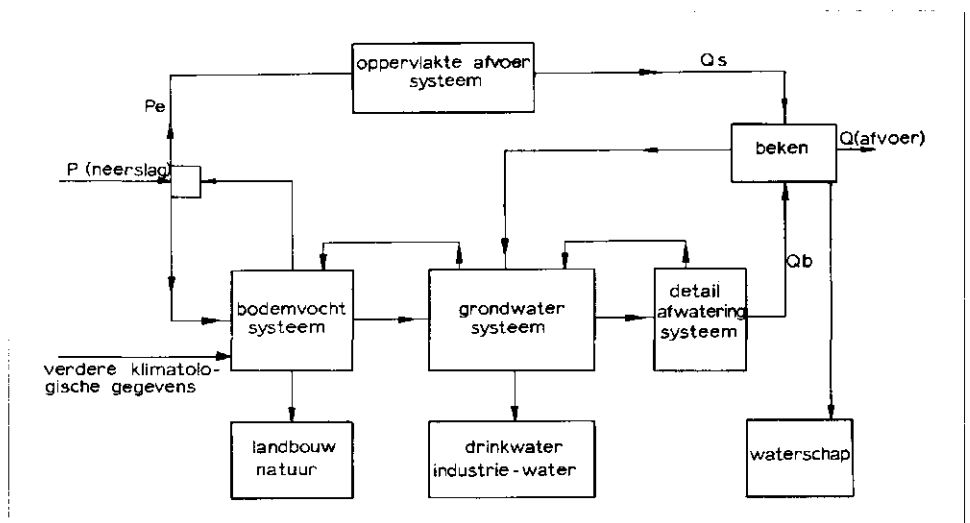 oppervlakte afvoer
systeem
Qs
Pe
beken
Q(afvoer)
P (neerslag)
Qb
bodemvocht
systeem
grondwater
systeem
detail
afwatering
systeem
verdere klimatolo-
gische gegevens
landbouw
natuur
drinkwater
industrie-water
waterschap